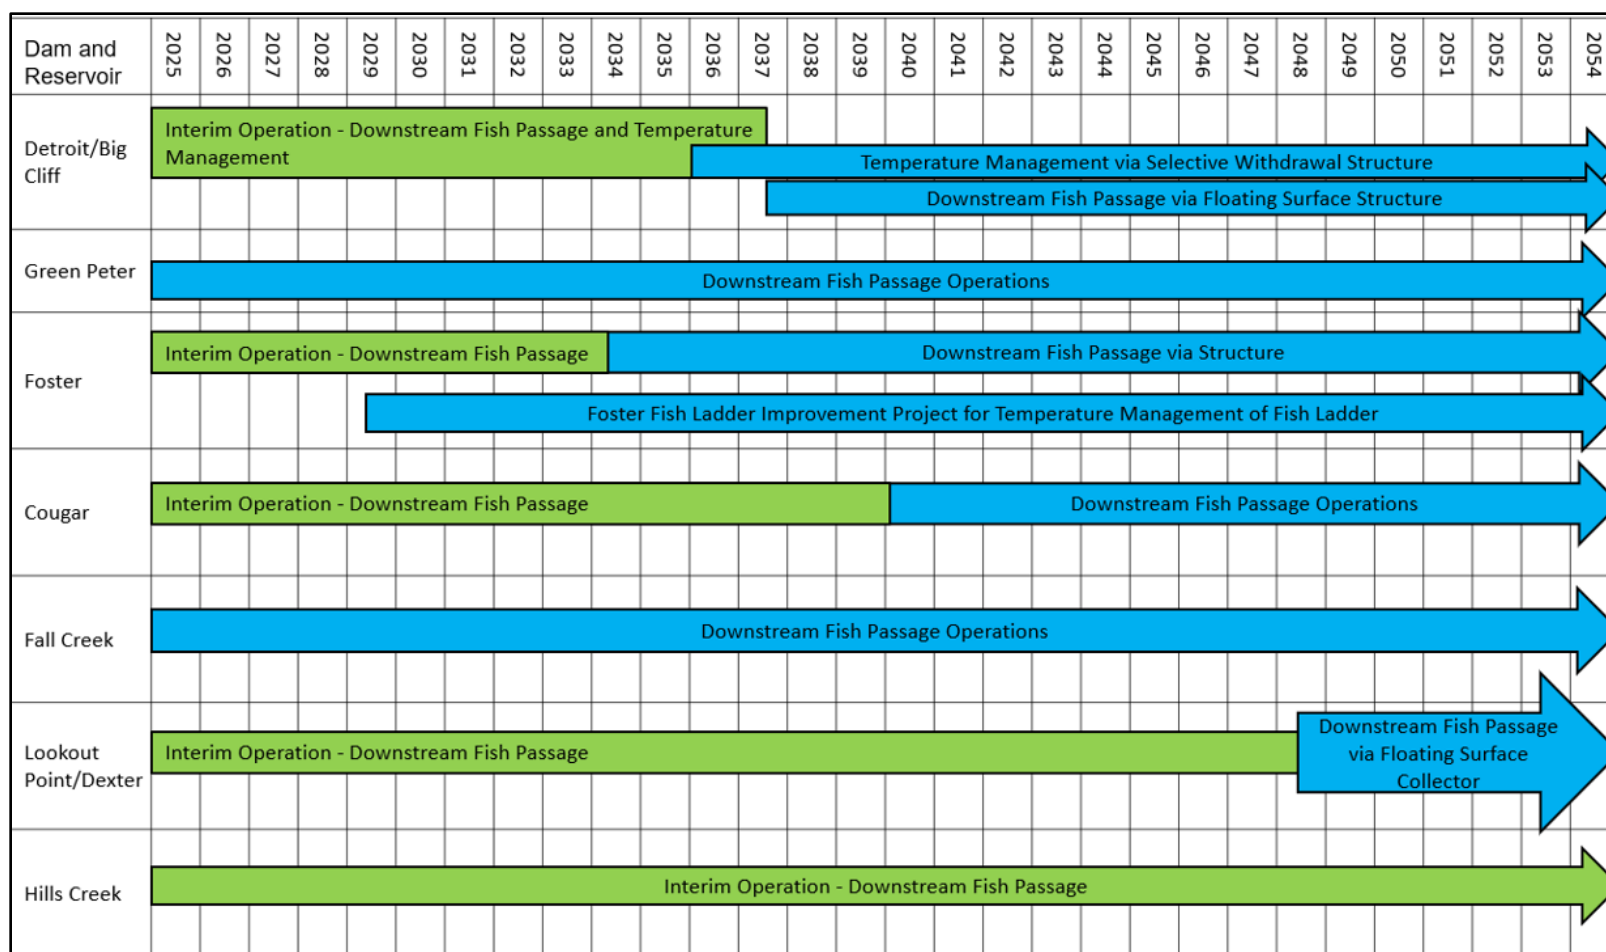 Dam and
Reservoir
2025 2026 2027 2028 2029 2030 2031 2032 2033 2034 2035 2036 2037 2038 2039 2040 2041 2042 2043 2044 2045 2046 2047 2048 2049 2050 2051 2052 2053 2054
Detroit/Big
Cliff
Interim Operation - Downstream Fish Passage and Temperature
Management
Temperature Management via Selective Withdrawal Structure
Downstream Fish Passage via Floating Surface Structure
Green Peter
Downstream Fish Passage Operations
Foster
Interim Operation - Downstream Fish Passage
Downstream Fish Passage via Structure
Foster Fish Ladder Improvement Project for Temperature Management of Fish Ladder
Cougar
Interim Operation - Downstream Fish Passage
Downstream Fish Passage Operations
Fall Creek
Downstream Fish Passage Operations
Lookout
Point/Dexter
Interim Operation - Downstream Fish Passage
Downstream Fish Passage
via Floating Surface
Collector
Hills Creek
Interim Operation - Downstream Fish Passage